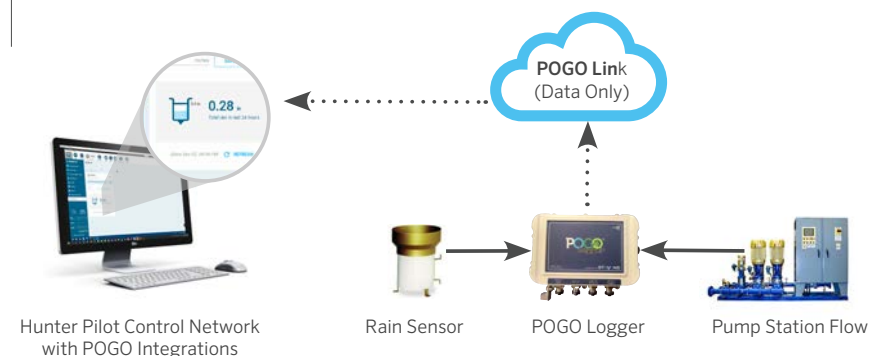 POGO Link
(Data Only)
0.28 in
Total rain in last 24 hours
REFRESH
POGO
Hunter Pilot Control Network
with POGO Integrations
Rain Sensor
POGO Logger
Pump Station Flow